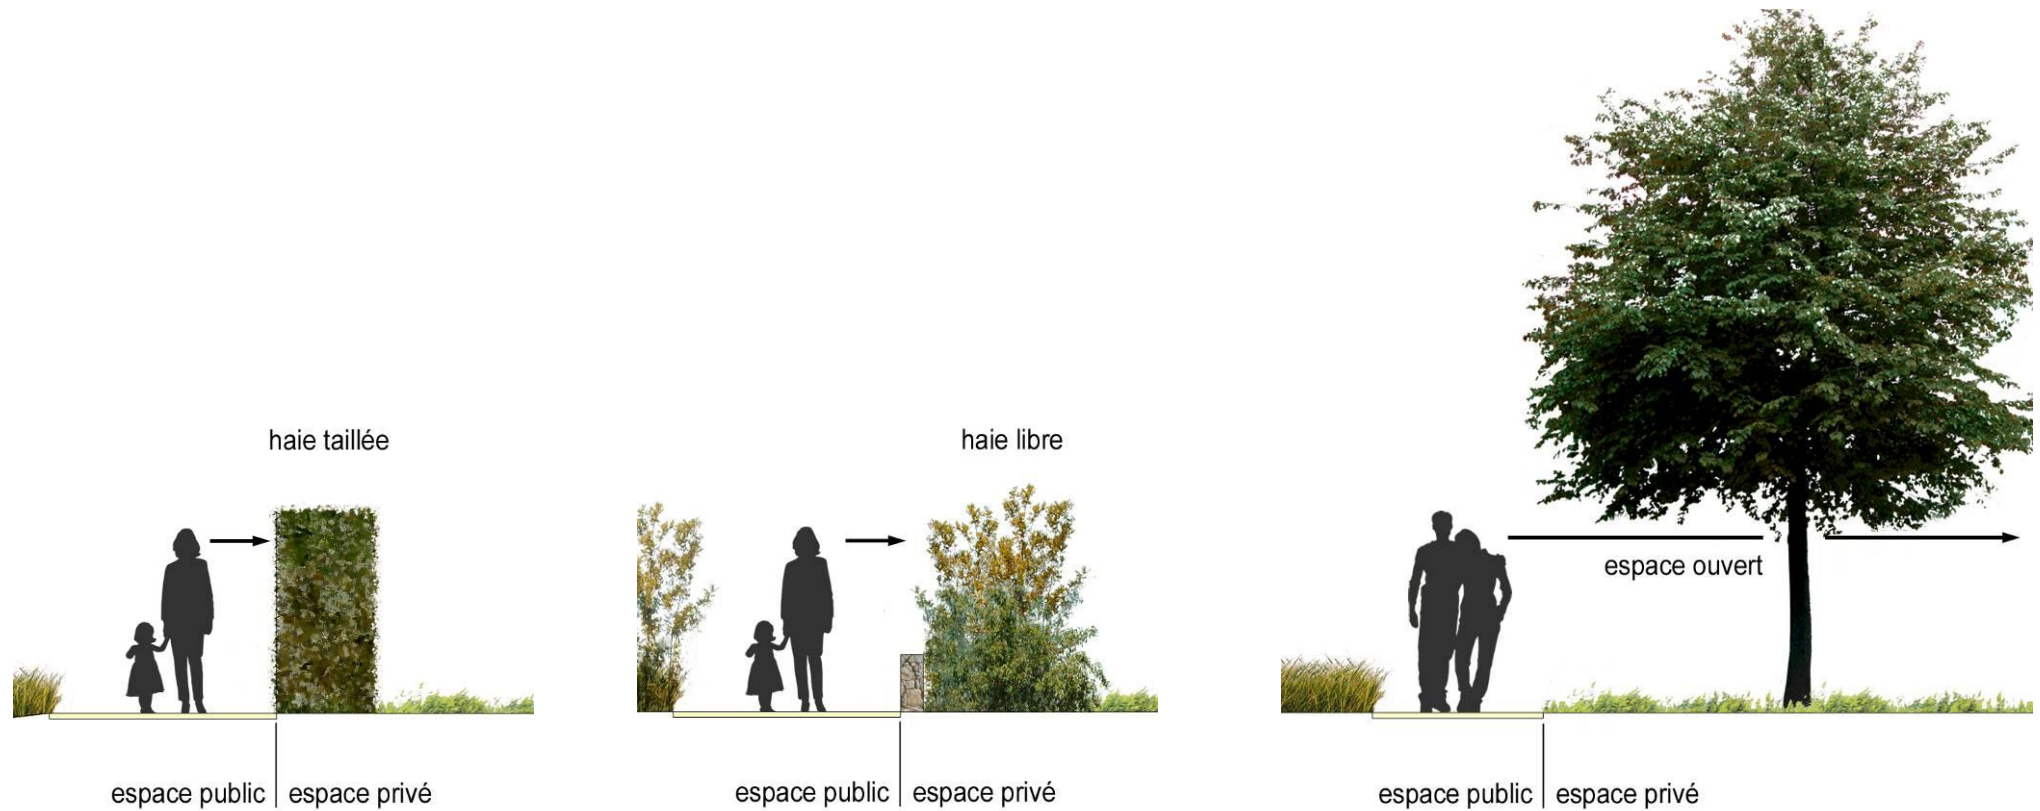 haie taillée
haie libre
espace ouvert
espace public espace privé
espace public espace privé
espace public espace privé